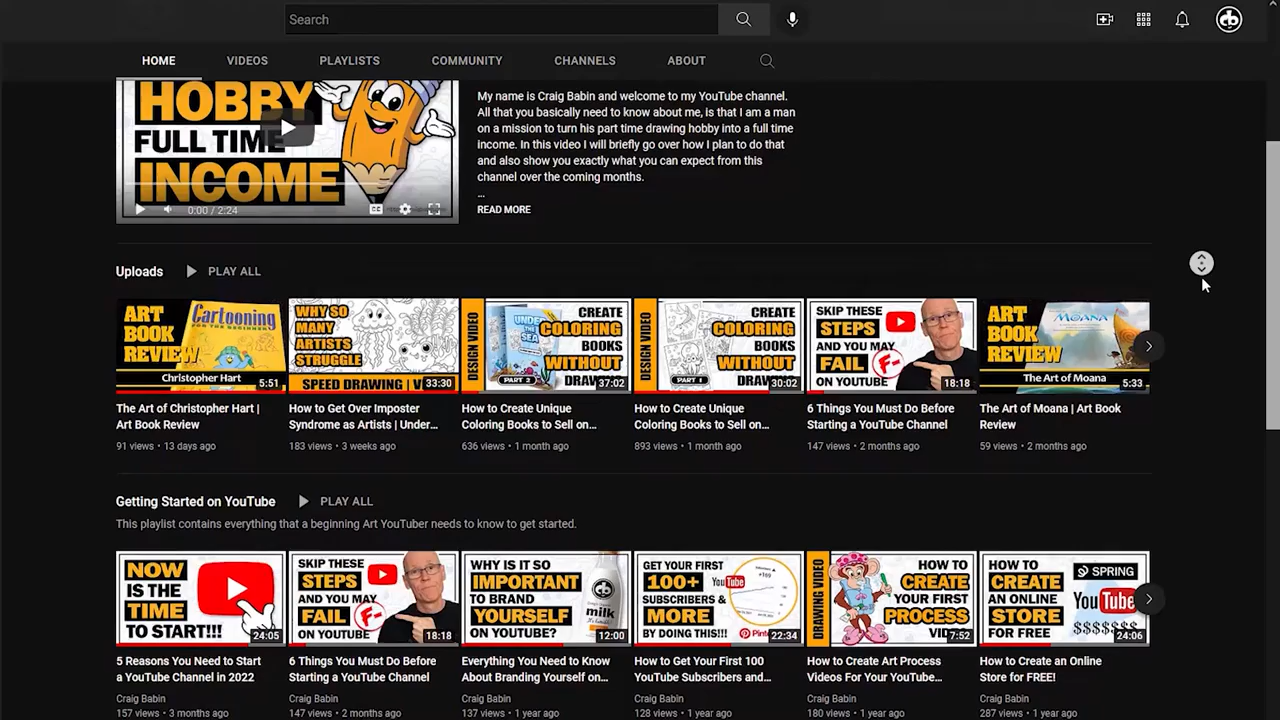 Search
HOME VIDEOS PLAYLISTS COMMUNITY CHANNELS ABOUT
HOBBY
FULL TIME
INCOME
0:00 / 2:24
CC
My name is Craig Babin and welcome to my YouTube channel.
All that you basically need to know about me, is that I am a man
on a mission to turn his part time drawing hobby into a full time
income. In this video I will briefly go over how I plan to do that
and also show you exactly what you can expect from this
channel over the coming months.
...
READ MORE
Uploads PLAY ALL
ART
BOOK
REVIEW
Cartooning
FOR THE BEGINNER
Christopher Hart
5:51
WHY SO
MANY
ARTISTS
STRUGGLE
SPEED DRAWING | V
33:30
DESIGN VIDEO
UNDER
THE
SEA
CREATE
COLORING
BOOKS
WITHOUT
DRAW
PART 2
37:02
DESIGN VIDEO
CREATE
COLORING
BOOKS
WITHOUT
DRAW
PART 1
30:02
SKIP THESE
STEPS
AND YOU MAY
FAIL
F-
ON YOUTUBE
18:18
ART
BOOK
REVIEW
MOANA
The Art of Moana
5:33
The Art of Christopher Hart |
Art Book Review
91 views • 13 days ago
How to Get Over Imposter
Syndrome as Artists | Under...
183 views • 3 weeks ago
How to Create Unique
Coloring Books to Sell on...
636 views • 1 month ago
How to Create Unique
Coloring Books to Sell on...
893 views • 1 month ago
6 Things You Must Do Before
Starting a YouTube Channel
147 views • 2 months ago
The Art of Moana | Art Book
Review
59 views • 2 months ago
Getting Started on YouTube PLAY ALL
This playlist contains everything that a beginning Art YouTuber needs to know to get started.
NOW
IS THE
TIME
TO START!!!
24:05
SKIP THESE
STEPS
AND YOU MAY
FAIL
F-
ON YOUTUBE
18:18
WHY IS IT SO
IMPORTANT
TO BRAND
YOURSELF
ON YOUTUBE?
milk
12:00
GET YOUR FIRST
100+ YouTube
SUBSCRIBERS &
MORE
BY DOING THIS!!!
22:34
DRAWING VIDEO
HOW TO
CREATE
YOUR FIRST
PROCESS
VI
7:52
HOW TO
CREATE
AN ONLINE
STORE
FOR FREE
SPRING
YouTube
$$$$$$$
24:06
5 Reasons You Need to Start
a YouTube Channel in 2022
Craig Babin
157 views • 3 months ago
6 Things You Must Do Before
Starting a YouTube Channel
Craig Babin
147 views • 2 months ago
Everything You Need to Know
About Branding Yourself on...
Craig Babin
137 views • 1 year ago
How to Get Your First 100
YouTube Subscribers and...
Craig Babin
128 views • 1 year ago
How to Create Art Process
Videos For Your YouTube...
Craig Babin
180 views • 1 year ago
How to Create an Online
Store for FREE!
Craig Babin
287 views • 1 year ago